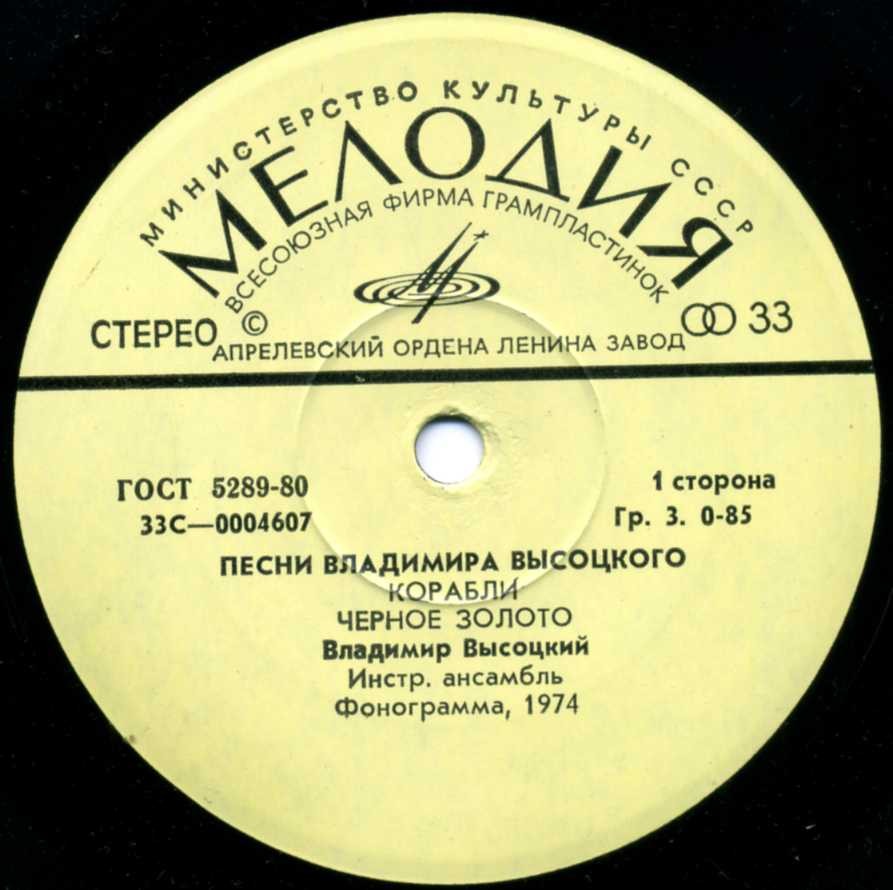 МИНИСТЕРСТВО КУЛЬТУРЫ СССР
МЕЛОДИЯ
ВСЕСОЮЗНАЯ ФИРМА ГРАМПЛАСТИНОК
СТЕРЕО © 33
АПРЕЛЕВСКИЙ ОРДЕНА ЛЕНИНА ЗАВОД
ГОСТ 5289-80 1 сторона
33С—0004607 Гр. 3. 0-85
ПЕСНИ ВЛАДИМИРА ВЫСОЦКОГО
КОРАБЛИ
ЧЕРНОЕ ЗОЛОТО
Владимир Высоцкий
Инстр. ансамбль
Фонограмма, 1974